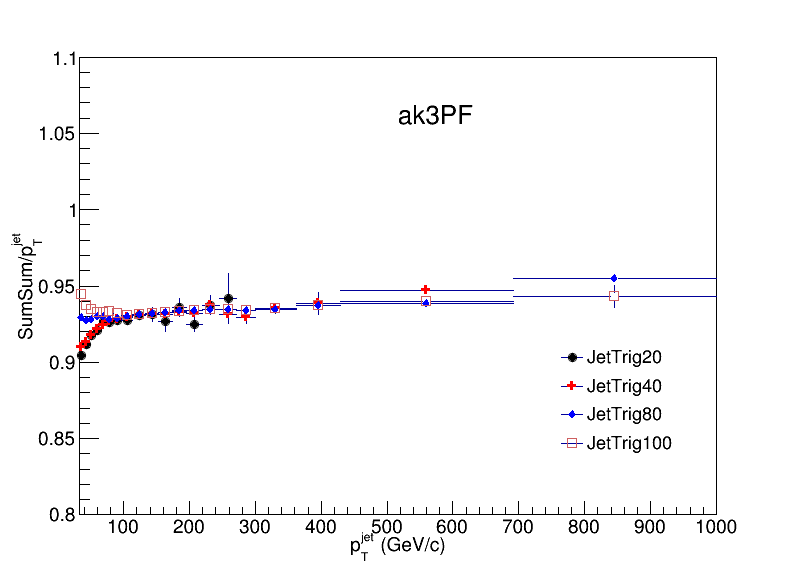 ak3PF
SumSum/p_T^jet
1.1
1.05
1
0.95
0.9
0.85
0.8
JetTrig20
JetTrig40
JetTrig80
JetTrig100
100 200 300 400 500 600 700 800 900 1000
p_T^jet (GeV/c)